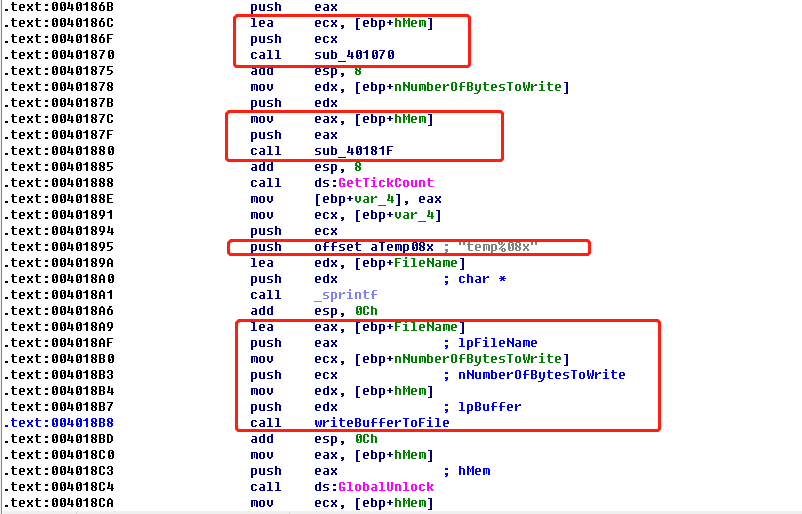 .text:0040186B push eax
.text:0040186C lea ecx, [ebp+hMem]
.text:0040186F push ecx
.text:00401870 call sub_401070
.text:00401875 add esp, 8
.text:00401878 mov edx, [ebp+nNumberOfBytesToWrite]
.text:0040187B push edx
.text:0040187C mov eax, [ebp+hMem]
.text:0040187F push eax
.text:00401880 call sub_40181F
.text:00401885 add esp, 8
.text:00401888 call ds:GetTickCount
.text:0040188E mov [ebp+var_4], eax
.text:00401891 mov ecx, [ebp+var_4]
.text:00401894 push ecx
.text:00401895 push offset aTemp08x ; "temp%08x"
.text:0040189A lea edx, [ebp+FileName]
.text:004018A0 push edx ; char *
.text:004018A1 call _sprintf
.text:004018A6 add esp, 0Ch
.text:004018A9 lea eax, [ebp+FileName]
.text:004018AF push eax ; lpFileName
.text:004018B0 mov ecx, [ebp+nNumberOfBytesToWrite]
.text:004018B3 push ecx ; nNumberOfBytesToWrite
.text:004018B4 mov edx, [ebp+hMem]
.text:004018B7 push edx ; lpBuffer
.text:004018B8 call writeBufferToFile
.text:004018BD add esp, 0Ch
.text:004018C0 mov eax, [ebp+hMem]
.text:004018C3 push eax ; hMem
.text:004018C4 call ds:GlobalUnlock
.text:004018CA mov ecx, [ebp+hMem]